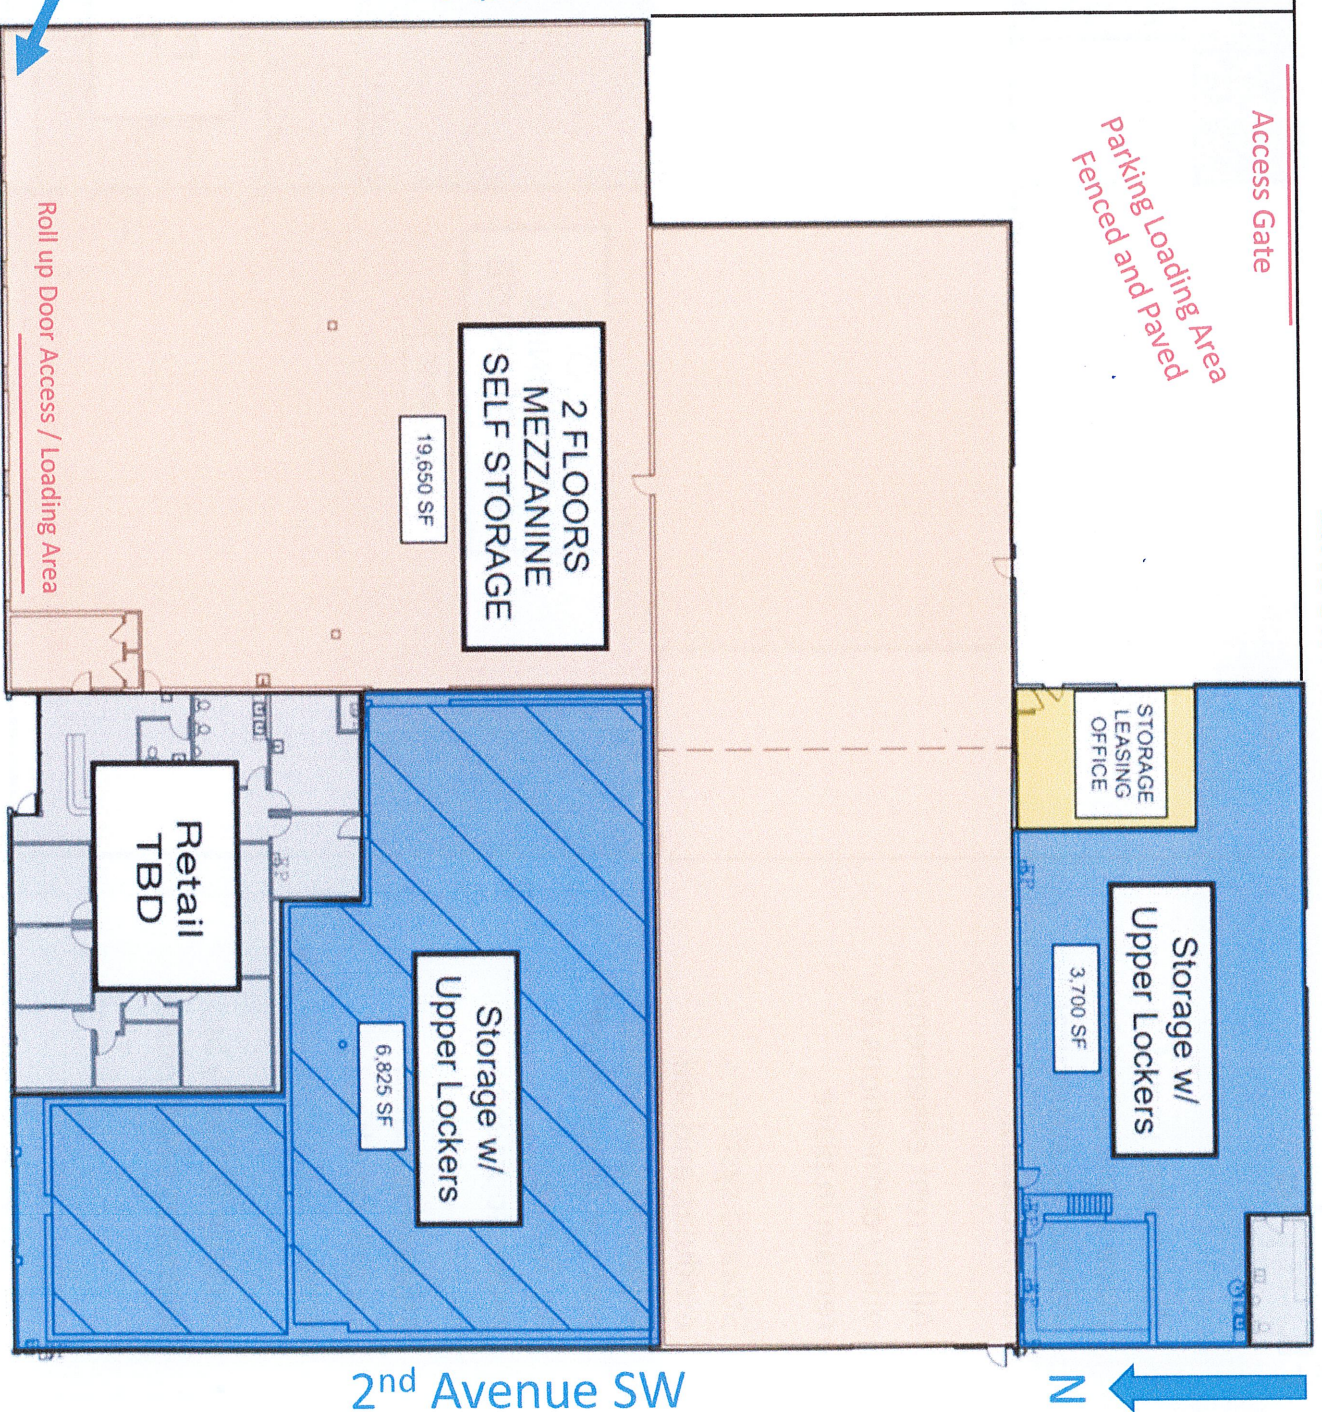 Access Gate
Parking Loading Area
Fenced and Paved
2 FLOORS
MEZZANINE
SELF STORAGE
19,650 SF
Roll up Door Access / Loading Area
STORAGE
LEASING
OFFICE
Storage w/
Upper Lockers
3,700 SF
Retail
TBD
Storage w/
Upper Lockers
6,825 SF
2nd Avenue SW
N